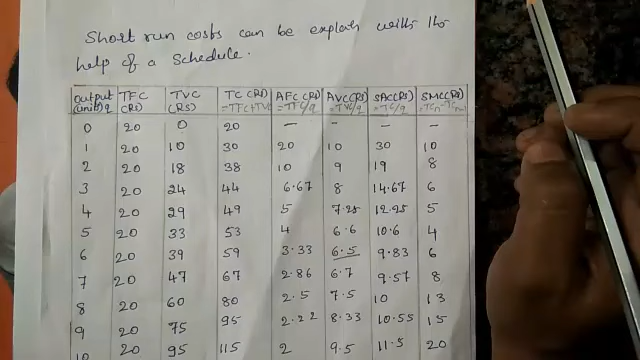 Short run costs can be explain with the
help of a schedule.
output (units) q TFC (RS) TVC (RS) TC (RS) =TFC+TVC AFC (RS) =TFC/q AVC (RS) =TVC/q SAC (RS) =TC/q SMC (RS) =TCn-TCn-1
0 20 0 20 — - - -
1 20 10 30 20 10 30 10
2 20 18 38 10 9 19 8
3 20 24 44 6.67 8 14.67 6
4 20 29 49 5 7.25 12.25 5
5 20 33 53 4 6.6 10.6 4
6 20 39 59 3.33 6.5 9.83 6
7 20 47 67 2.86 6.7 9.57 8
8 20 60 80 2.5 7.5 10 13
9 20 75 95 2.22 8.33 10.55 15
10 20 95 115 2 9.5 11.5 20